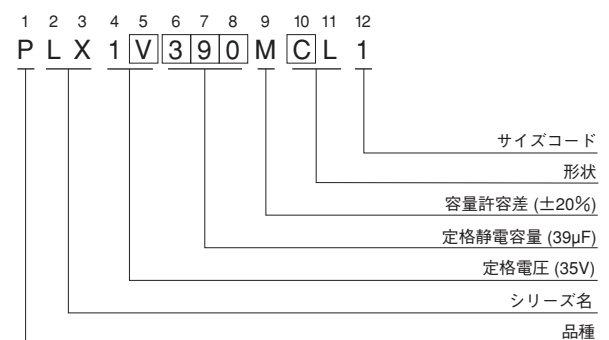 1 2 3 4 5 6 7 8 9 10 11 12
P L X 1 V 3 9 0 M C L 1
サイズコード
形状
容量許容差 (±20%)
定格静電容量 (39µF)
定格電圧 (35V)
シリーズ名
品種